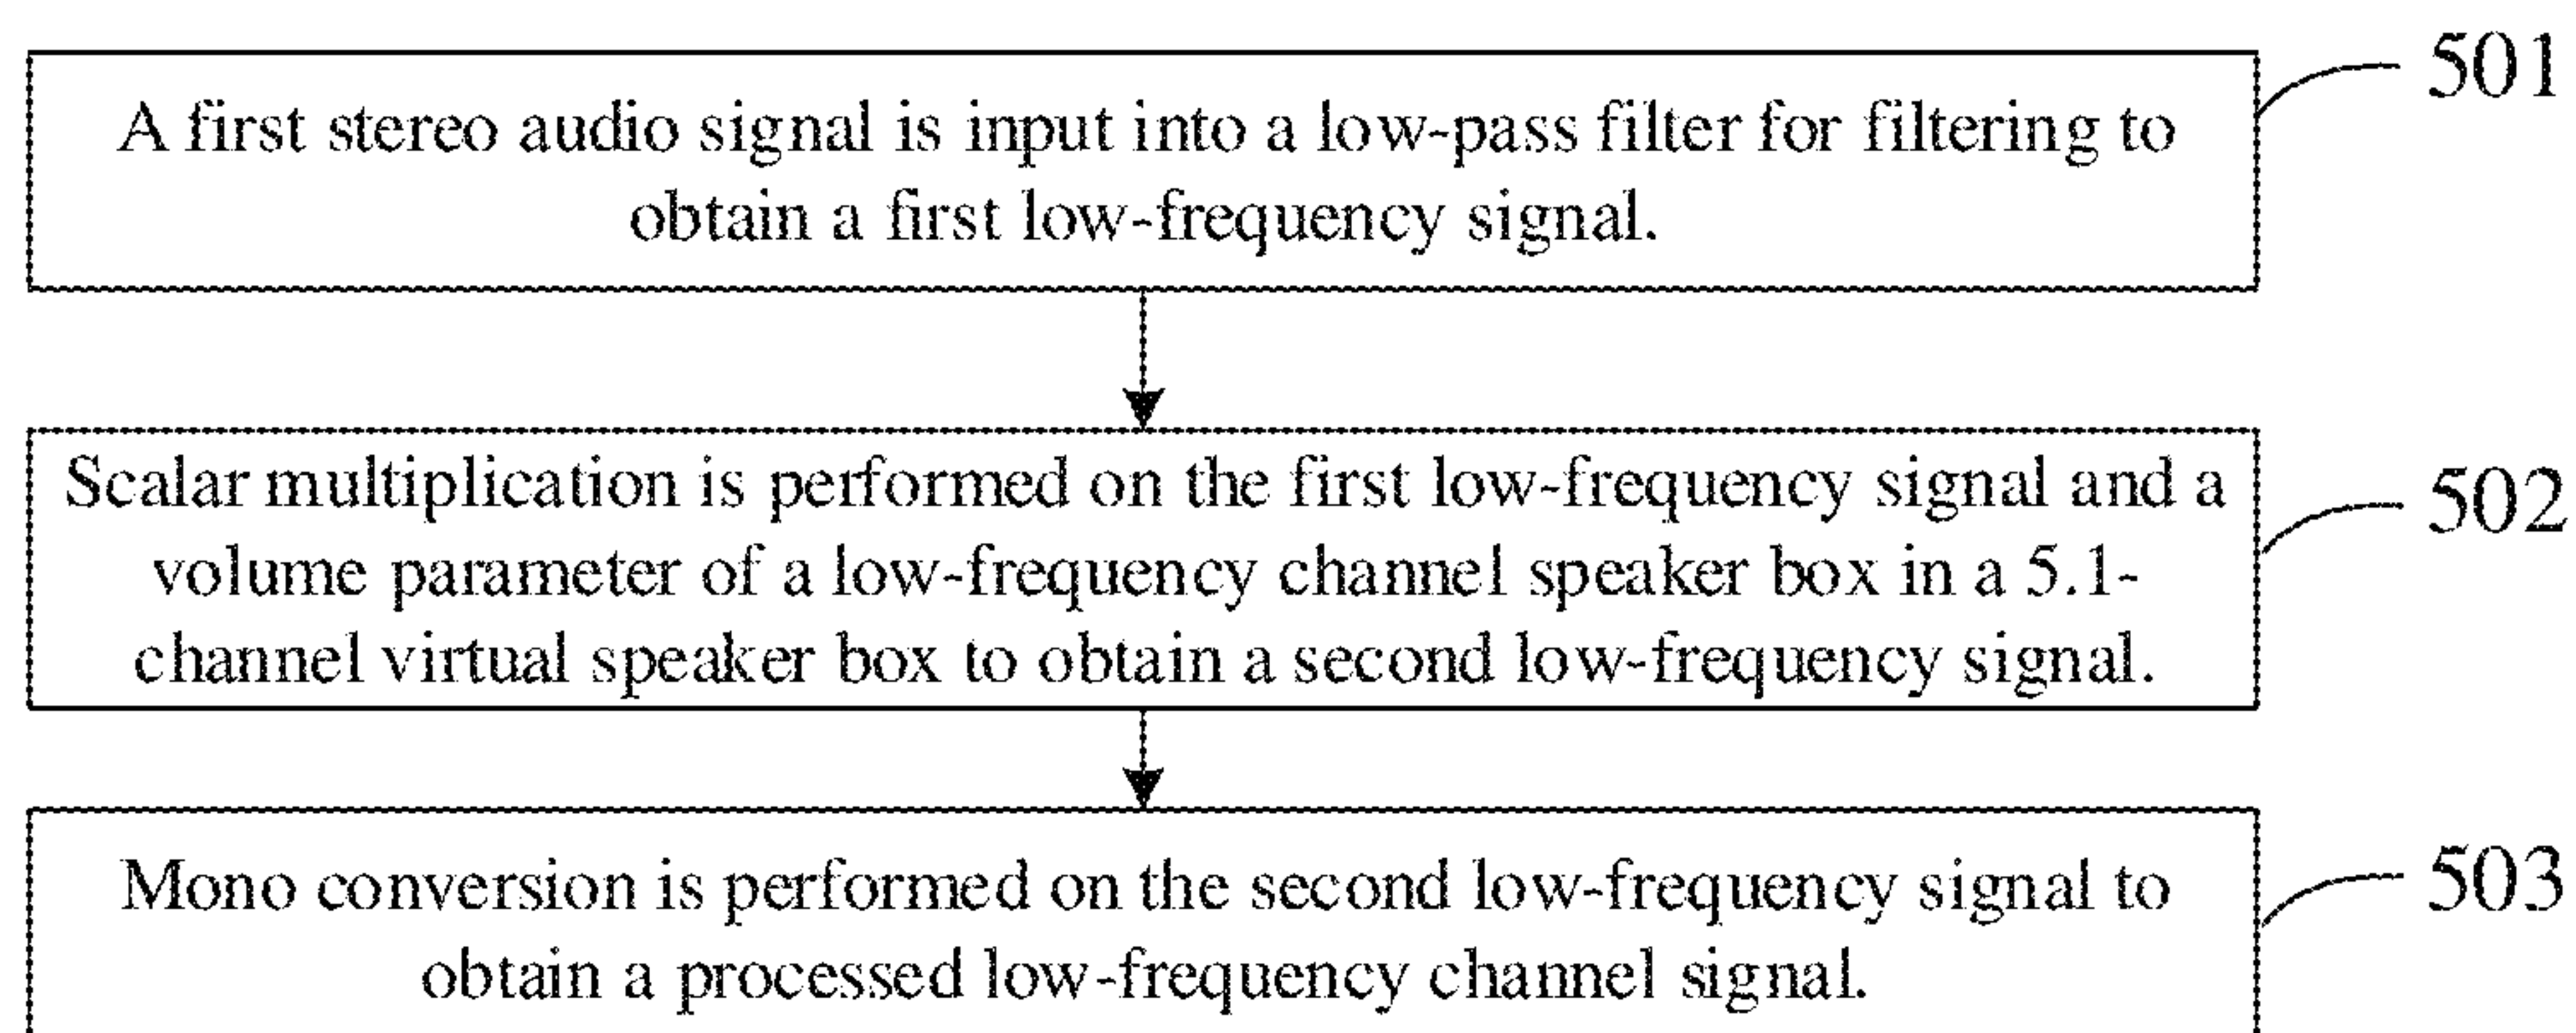 501
A first stereo audio signal is input into a low-pass filter for filtering to
obtain a first low-frequency signal.
Scalar multiplication is performed on the first low-frequency signal and a
502
volume parameter of a low-frequency channel speaker box in a 5.1-
channel virtual speaker box to obtain a second low-frequency signal.
Mono conversion is performed on the second low-frequency signal to
503
obtain a processed low-frequency channel signal.